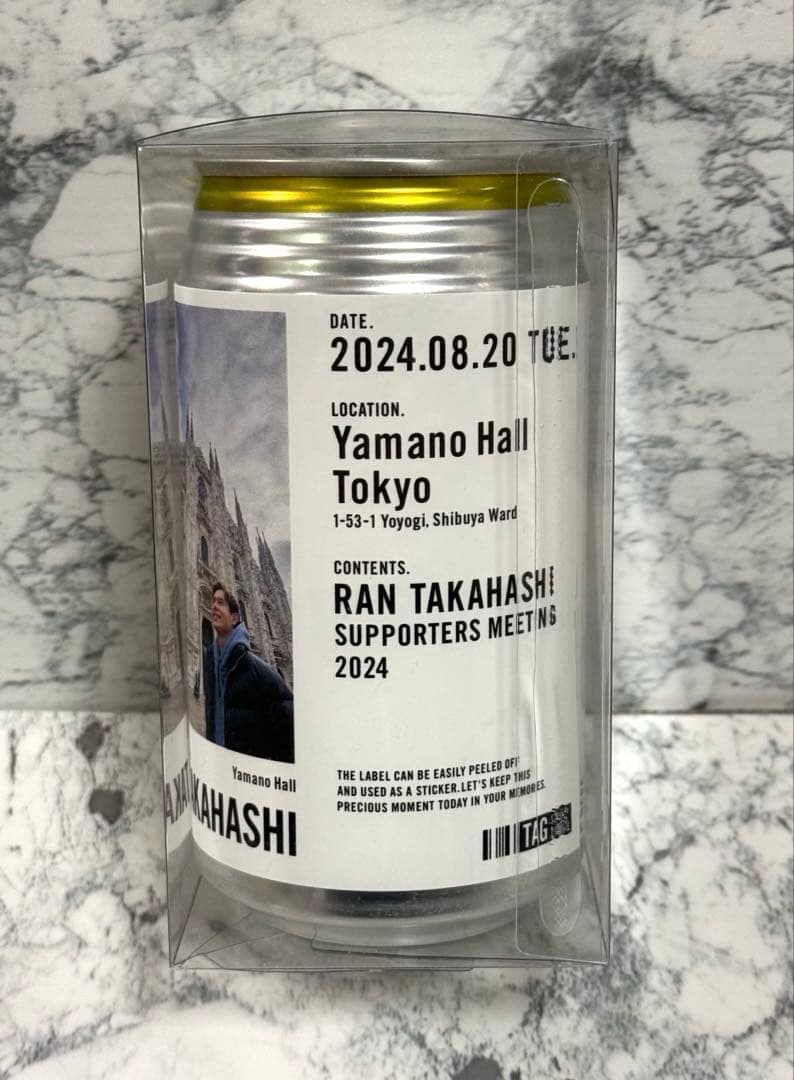 DATE.
2024.08.20 TUE.
LOCATION.
Yamano Hall
Tokyo
1-53-1 Yoyogi, Shibuya Ward
CONTENTS.
RAN TAKAHASHI
SUPPORTERS MEETING
2024
THE LABEL CAN BE EASILY PEELED OFF
AND USED AS A STICKER. LET'S KEEP THIS
PRECIOUS MOMENT TODAY IN YOUR MEMORIES.
TAG
Yamano Hall
KAHASHI